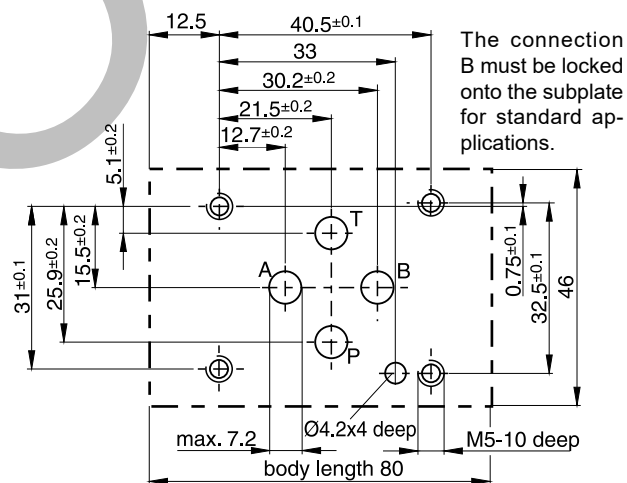 12.5
40.5±0.1
33
30.2±0.2
21.5±0.2
12.7±0.2
The connection
B must be locked
onto the subplate
for standard ap-
plications.
5.1±0.2
31±0.1
25.9±0.2
15.5±0.2
T
A
B
P
0.75±0.1
32.5±0.1
46
max. 7.2
Ø4.2x4 deep
M5-10 deep
body length 80